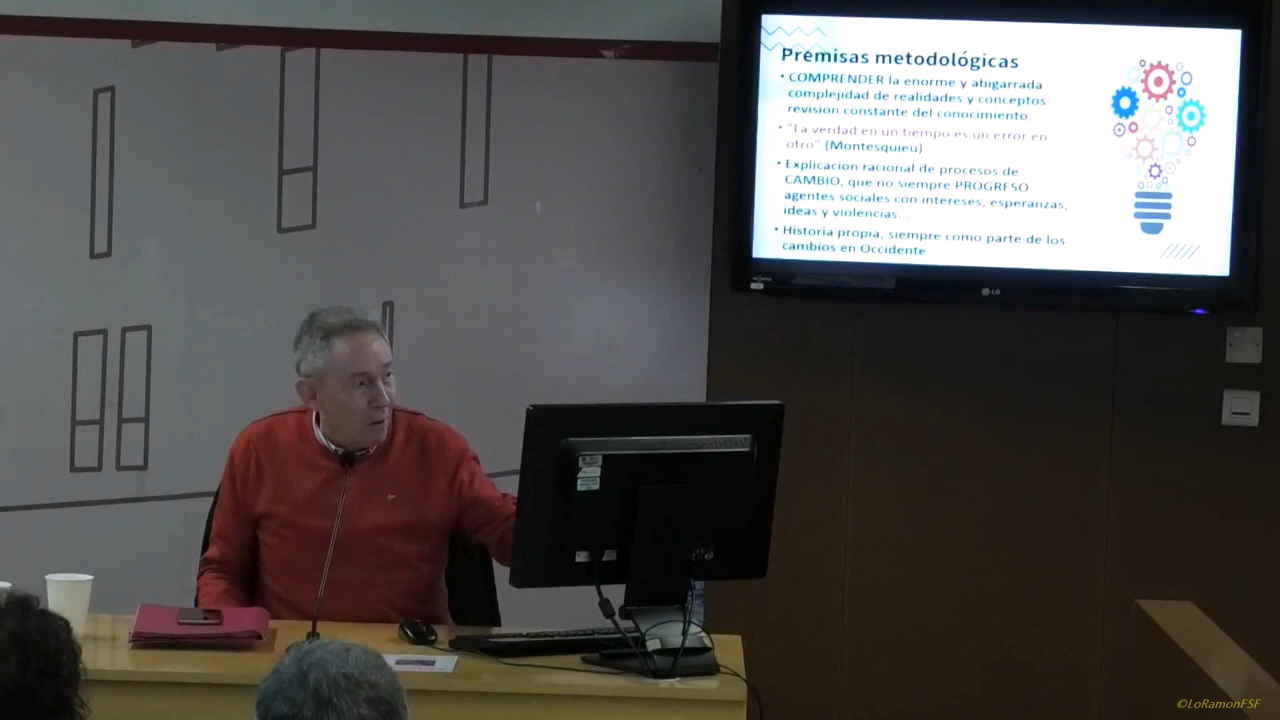 Premisas metodológicas
• COMPRENDER la enorme y abigarrada
complejidad de realidades y conceptos
revisión constante del conocimiento.
• "La verdad en un tiempo es un error en
otro" (Montesquieu)
• Explicación racional de procesos de
CAMBIO, que no siempre PROGRESO
agentes sociales con intereses, esperanzas,
ideas y violencias...
• Historia propia, siempre como parte de los
cambios en Occidente
LG
©LoRamonFSF